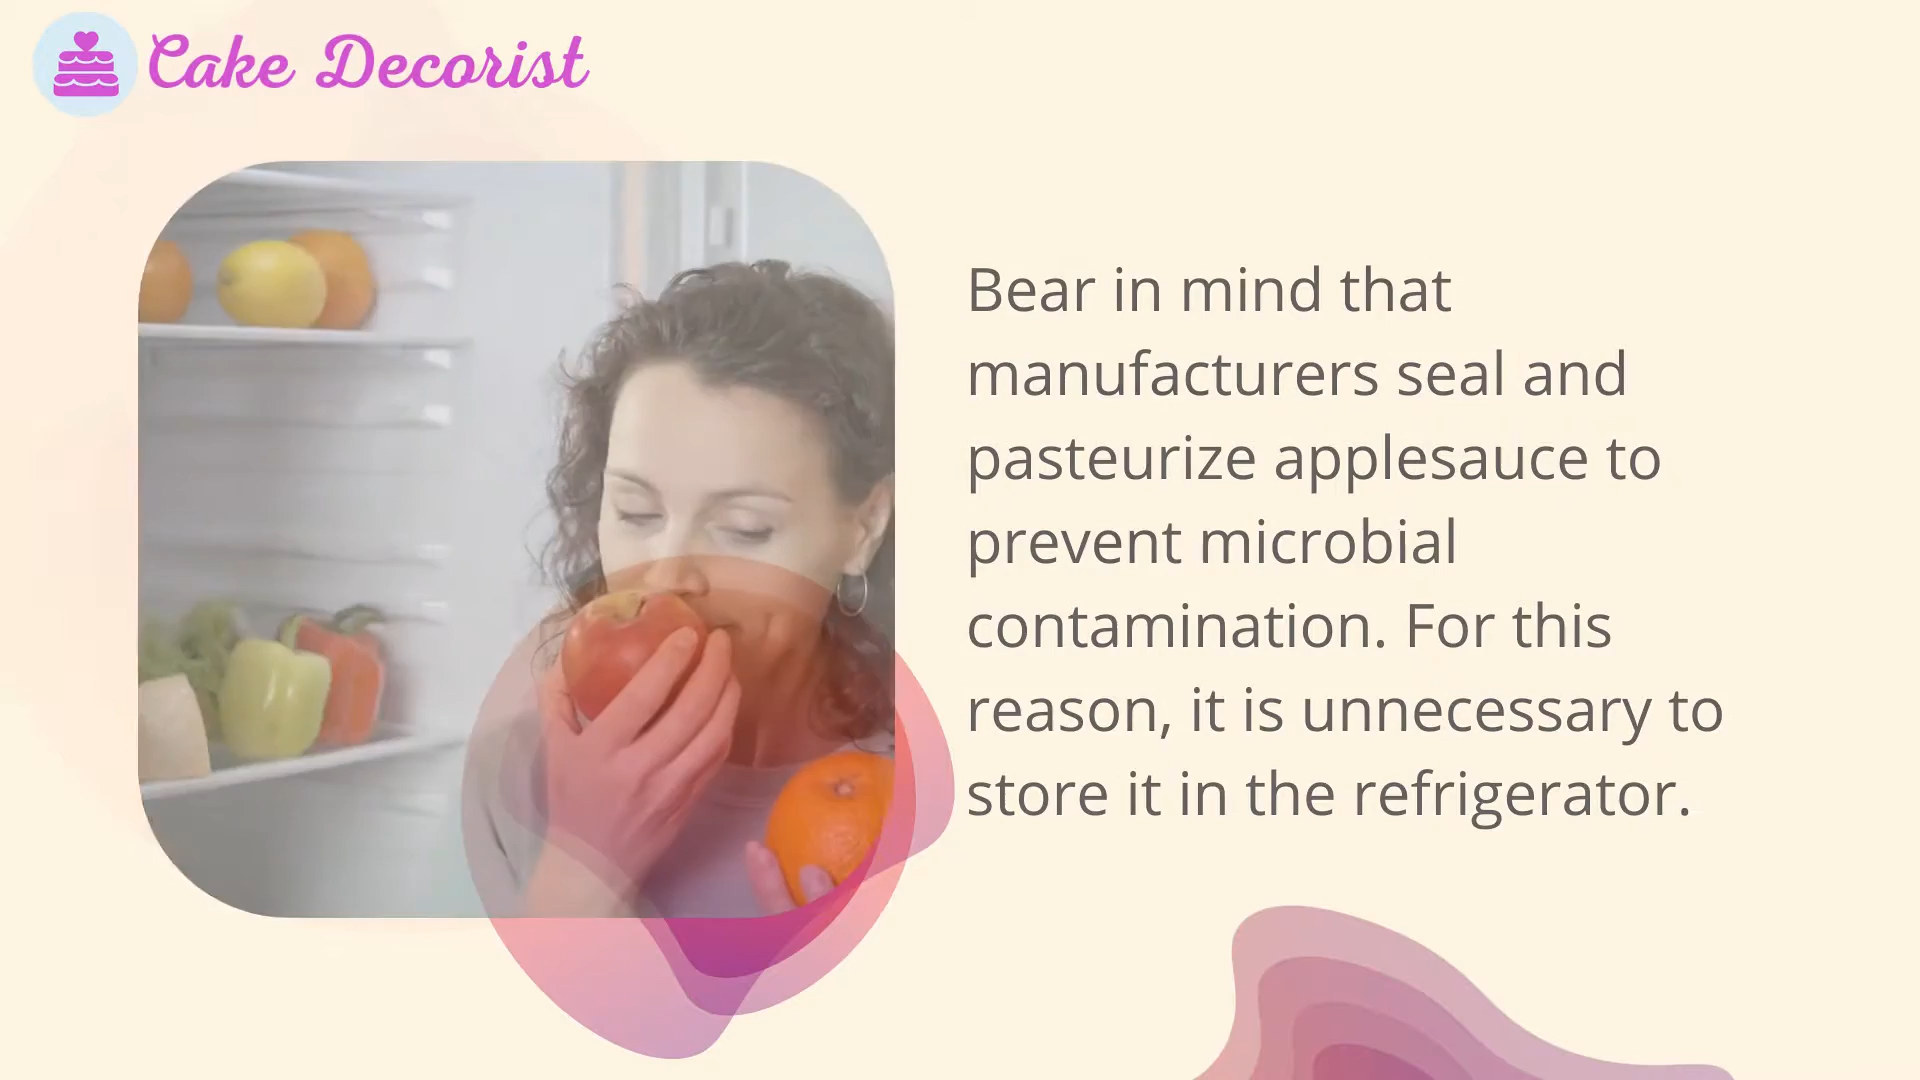 Cake Decorist
Bear in mind that
manufacturers seal and
pasteurize applesauce to
prevent microbial
contamination. For this
reason, it is unnecessary to
store it in the refrigerator.